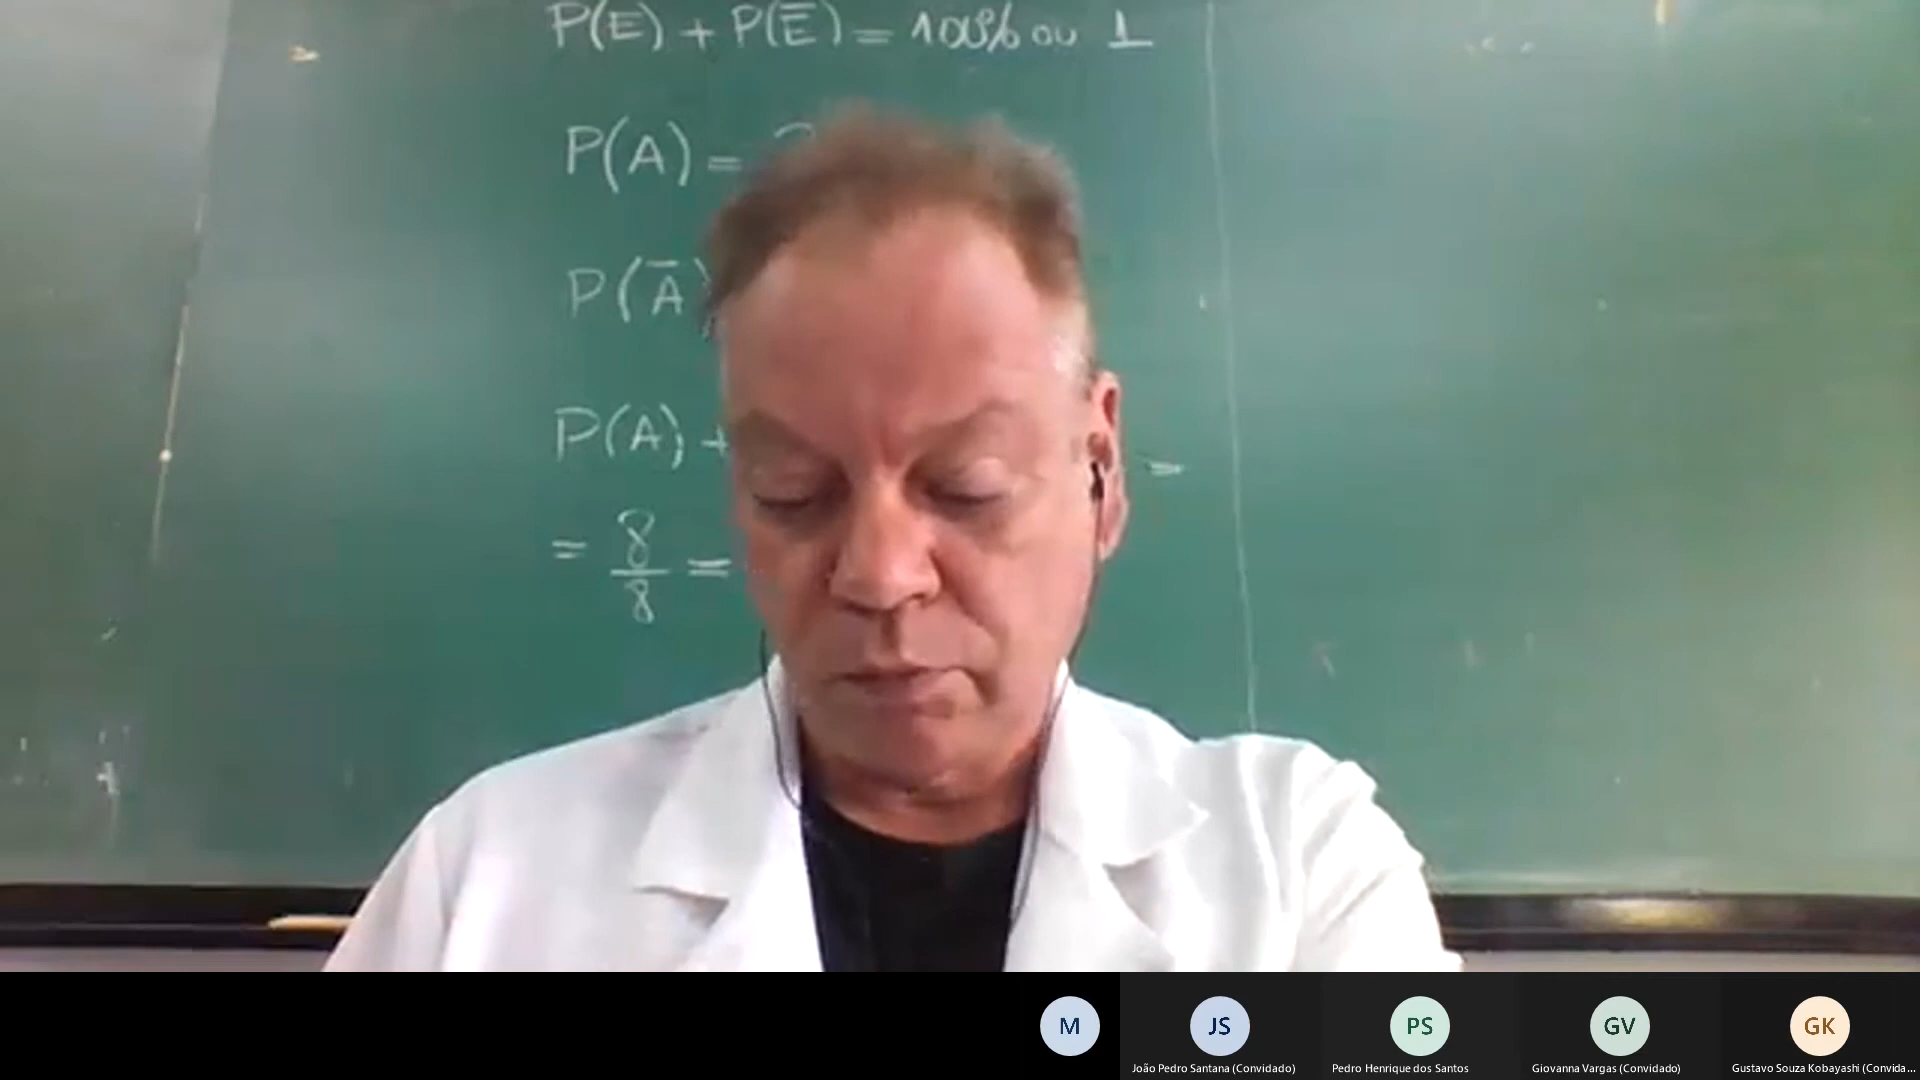 P(E) + P(E̅) = 100% ou 1
P(A) =
P(A̅)
P(A) +
= 8/8 =
M
JS
PS
GV
GK
João Pedro Santana (Convidado)
Pedro Henrique dos Santos
Giovanna Vargas (Convidado)
Gustavo Souza Kobayashi (Convida...